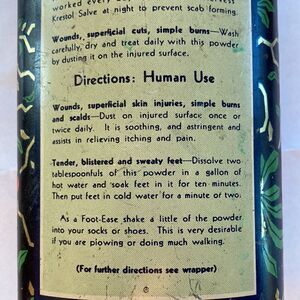 worked every
Krestol Salve at night to prevent scab forming.
Wounds, superficial cuts, simple burns—Wash
carefully, dry and treat daily with this powder
by dusting it on the injured surface.
Directions: Human Use
Wounds, superficial skin injuries, simple burns
and scalds—Dust on injured surface once or
twice daily. It is soothing, and astringent and
assists in relieving itching and pain.
Tender, blistered and sweaty feet—Dissolve two
tablespoonfuls of this powder in a gallon of
hot water and soak feet in it for ten minutes.
Then put feet in cold water for a minute or two.
As a Foot-Ease shake a little of the powder
into your socks or shoes. This is very desirable
if you are plowing or doing much walking.
(For further directions see wrapper)